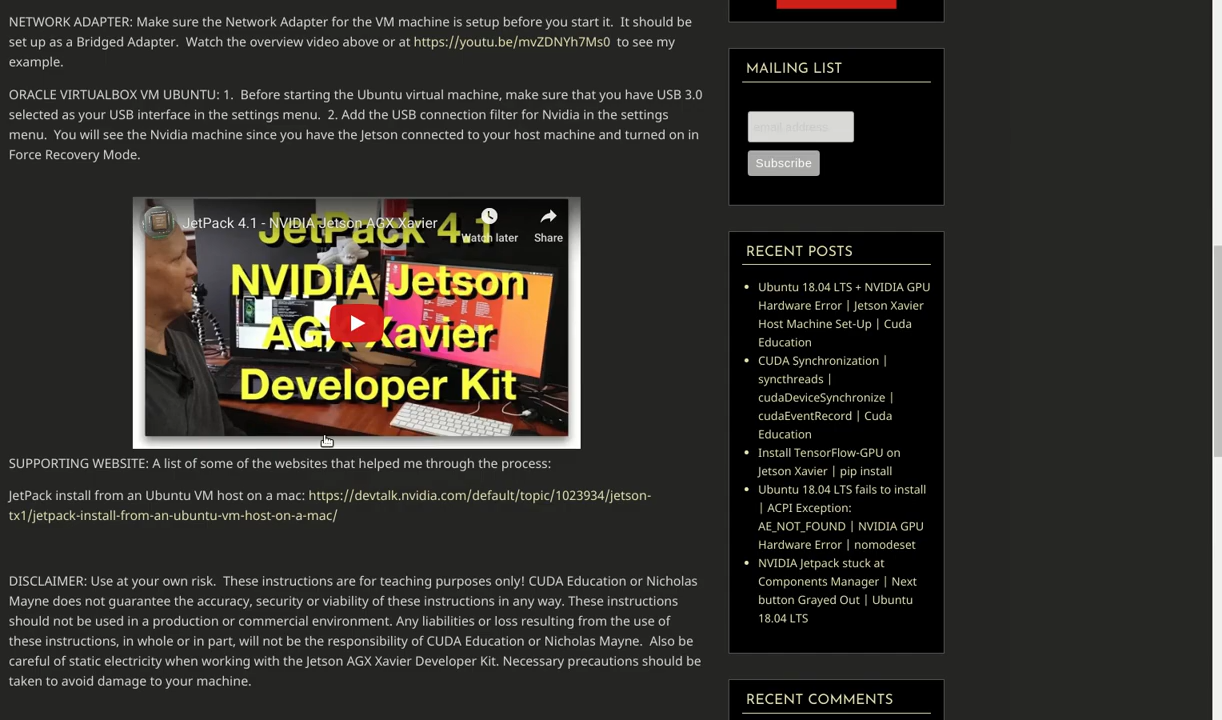 NETWORK ADAPTER: Make sure the Network Adapter for the VM machine is setup before you start it.  It should be
set up as a Bridged Adapter.  Watch the overview video above or at https://youtu.be/mvZDNYh7Ms0  to see my
example.
ORACLE VIRTUALBOX VM UBUNTU: 1.  Before starting the Ubuntu virtual machine, make sure that you have USB 3.0
selected as your USB interface in the settings menu.  2. Add the USB connection filter for Nvidia in the settings
menu.  You will see the Nvidia machine since you have the Jetson connected to your host machine and turned on in
Force Recovery Mode.
JetPack 4.1 - NVIDIA Jetson AGX Xavier
Watch later
Share
JetPack 4.1
NVIDIA Jetson
AGX Xavier
Developer Kit
SUPPORTING WEBSITE: A list of some of the websites that helped me through the process:
JetPack install from an Ubuntu VM host on a mac: https://devtalk.nvidia.com/default/topic/1023934/jetson-
tx1/jetpack-install-from-an-ubuntu-vm-host-on-a-mac/
DISCLAIMER: Use at your own risk.  These instructions are for teaching purposes only! CUDA Education or Nicholas
Mayne does not guarantee the accuracy, security or viability of these instructions in any way. These instructions
should not be used in a production or commercial environment. Any liabilities or loss resulting from the use of
these instructions, in whole or in part, will not be the responsibility of CUDA Education or Nicholas Mayne.  Also be
careful of static electricity when working with the Jetson AGX Xavier Developer Kit. Necessary precautions should be
taken to avoid damage to your machine.
MAILING LIST
email address
Subscribe
RECENT POSTS
Ubuntu 18.04 LTS + NVIDIA GPU
Hardware Error | Jetson Xavier
Host Machine Set-Up | Cuda
Education
CUDA Synchronization |
syncthreads |
cudaDeviceSynchronize |
cudaEventRecord | Cuda
Education
Install TensorFlow-GPU on
Jetson Xavier | pip install
Ubuntu 18.04 LTS fails to install
| ACPI Exception:
AE_NOT_FOUND | NVIDIA GPU
Hardware Error | nomodeset
NVIDIA Jetpack stuck at
Components Manager | Next
button Grayed Out | Ubuntu
18.04 LTS
RECENT COMMENTS